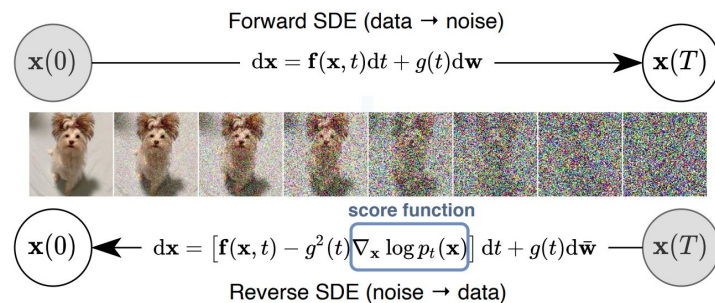 Forward SDE (data → noise)
x(0) dx = f(x, t)dt + g(t)dw x(T)
score function
x(0) dx = [f(x, t) − g²(t)∇ₓ log pₜ(x)] dt + g(t)dw̄ x(T)
Reverse SDE (noise → data)